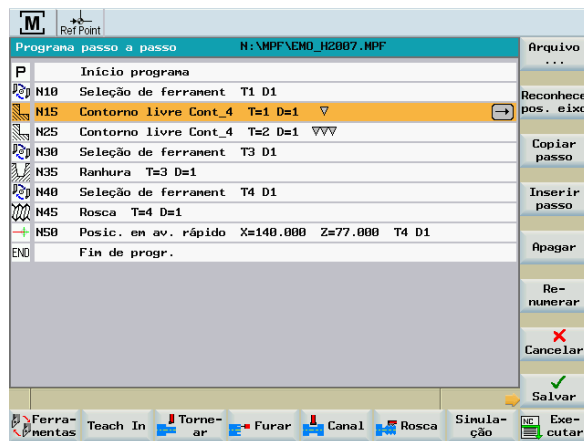 M
Ref Point
Programa passo a passo N:\MPF\EMO_H2007.MPF
P Início programa
N10 Seleção de ferrament T1 D1
N15 Contorno livre Cont_4 T=1 D=1 ▽
N25 Contorno livre Cont_4 T=2 D=1 ▽▽▽
N30 Seleção de ferrament T3 D1
N35 Ranhura T=3 D=1
N40 Seleção de ferrament T4 D1
N45 Rosca T=4 D=1
N50 Posic. em av. rápido X=140.000 Z=77.000 T4 D1
END Fim de progr.
Arquivo
...
Reconhece
pos. eixo
Copiar
passo
Inserir
passo
Apagar
Re-
numerar
Cancelar
Salvar
Ferra-
mentas
Teach In
Torne-
ar
Furar
Canal
Rosca
Simula-
ção
NC Exe-
cutar